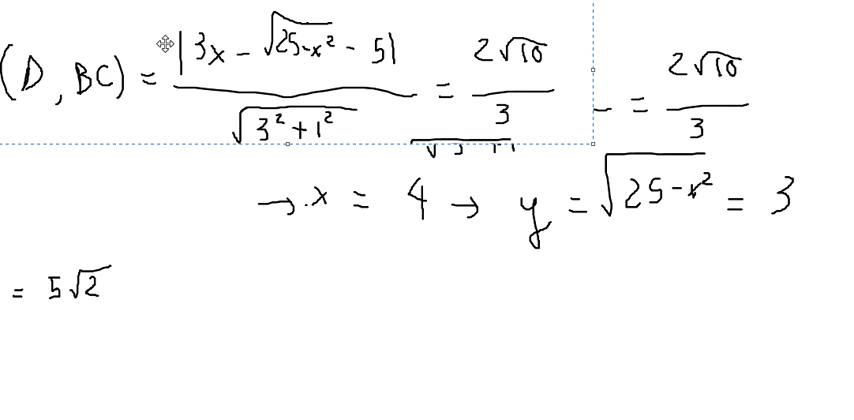 (D, BC) = |3x - √(25-x²) - 5| / √(3² + 1²) = 2√10 / 3 - = 2√10 / 3
→ x = 4 → y = √(25-x²) = 3
= 5√2